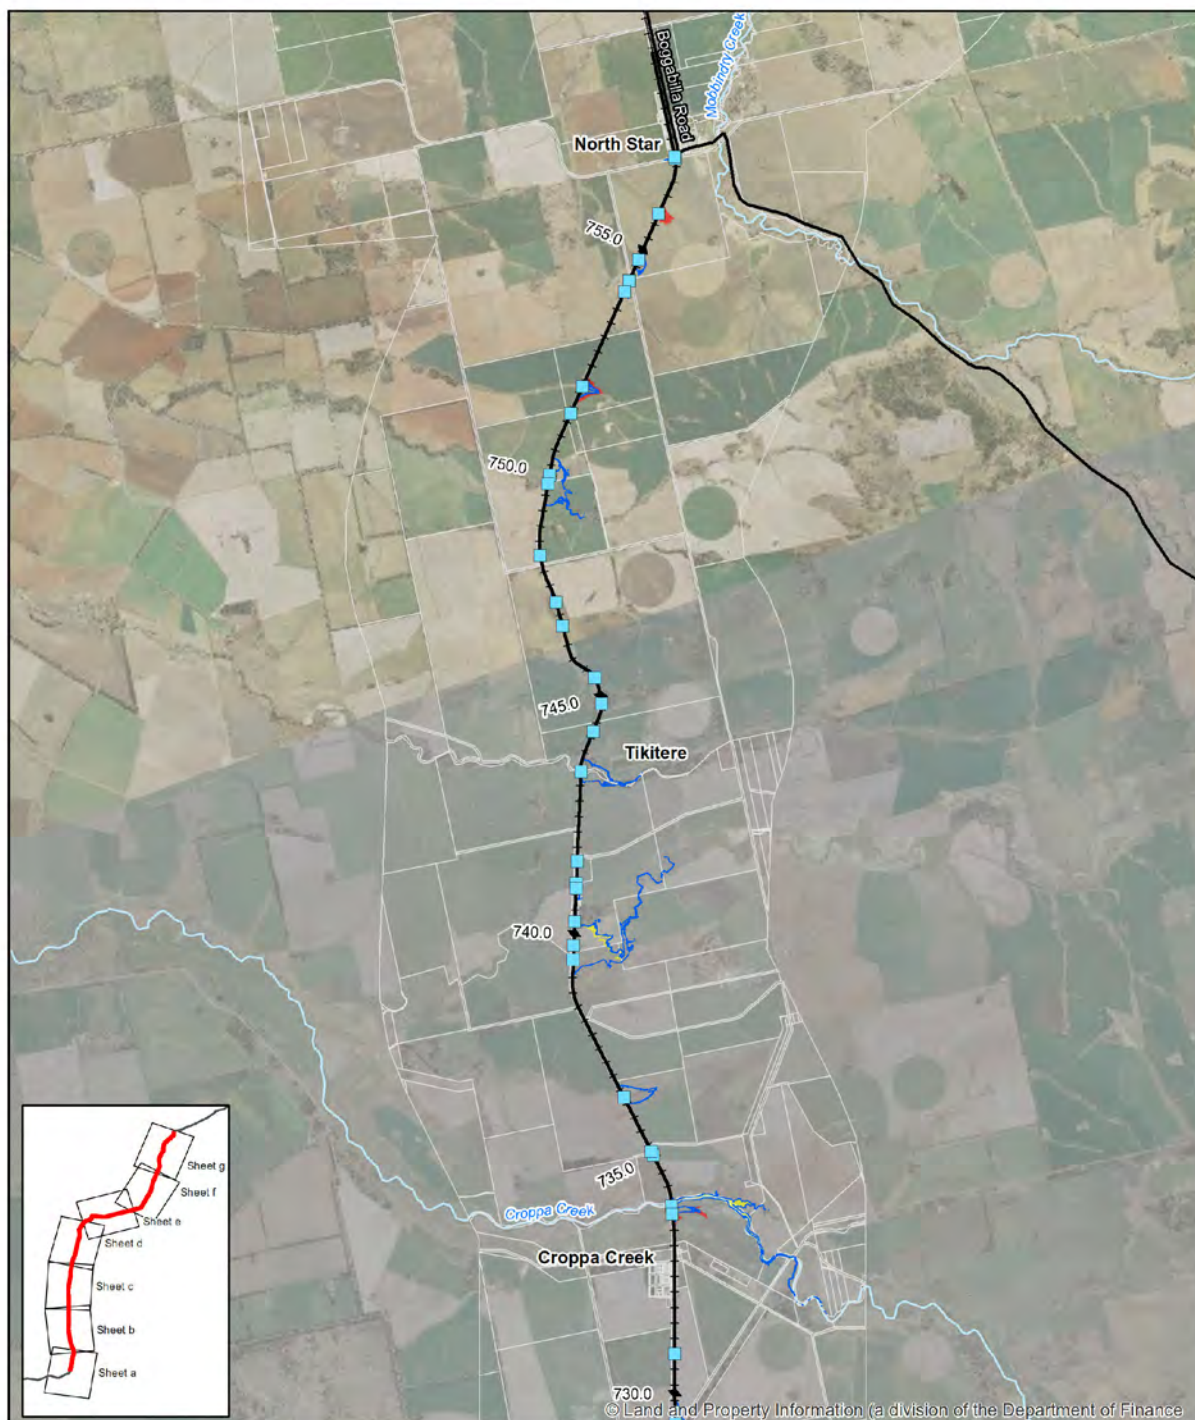 Boggabilla Road
Mobbindry Creek
North Star
755.0
750.0
745.0
Tikitere
740.0
735.0
Croppa Creek
Croppa Creek
730.0
Sheet g
Sheet f
Sheet e
Sheet d
Sheet c
Sheet b
Sheet a
© Land and Property Information (a division of the Department of Finance